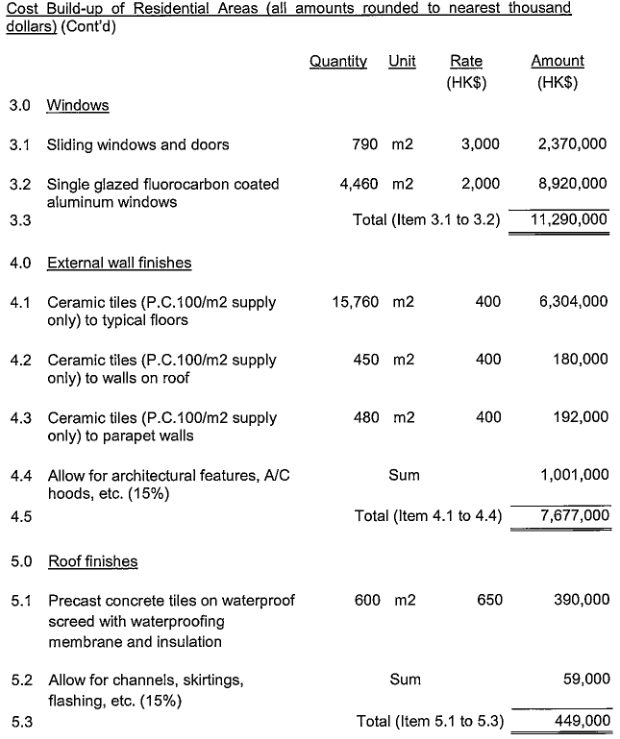 Cost Build-up of Residential Areas (all amounts rounded to nearest thousand
dollars) (Cont'd)
Quantity Unit Rate Amount
(HK$) (HK$)
3.0 Windows
3.1 Sliding windows and doors 790 m2 3,000 2,370,000
3.2 Single glazed fluorocarbon coated 4,460 m2 2,000 8,920,000
aluminum windows
3.3 Total (Item 3.1 to 3.2) 11,290,000
4.0 External wall finishes
4.1 Ceramic tiles (P.C.100/m2 supply 15,760 m2 400 6,304,000
only) to typical floors
4.2 Ceramic tiles (P.C.100/m2 supply 450 m2 400 180,000
only) to walls on roof
4.3 Ceramic tiles (P.C.100/m2 supply 480 m2 400 192,000
only) to parapet walls
4.4 Allow for architectural features, A/C Sum 1,001,000
hoods, etc. (15%)
4.5 Total (Item 4.1 to 4.4) 7,677,000
5.0 Roof finishes
5.1 Precast concrete tiles on waterproof 600 m2 650 390,000
screed with waterproofing
membrane and insulation
5.2 Allow for channels, skirtings, Sum 59,000
flashing, etc. (15%)
5.3 Total (Item 5.1 to 5.3) 449,000